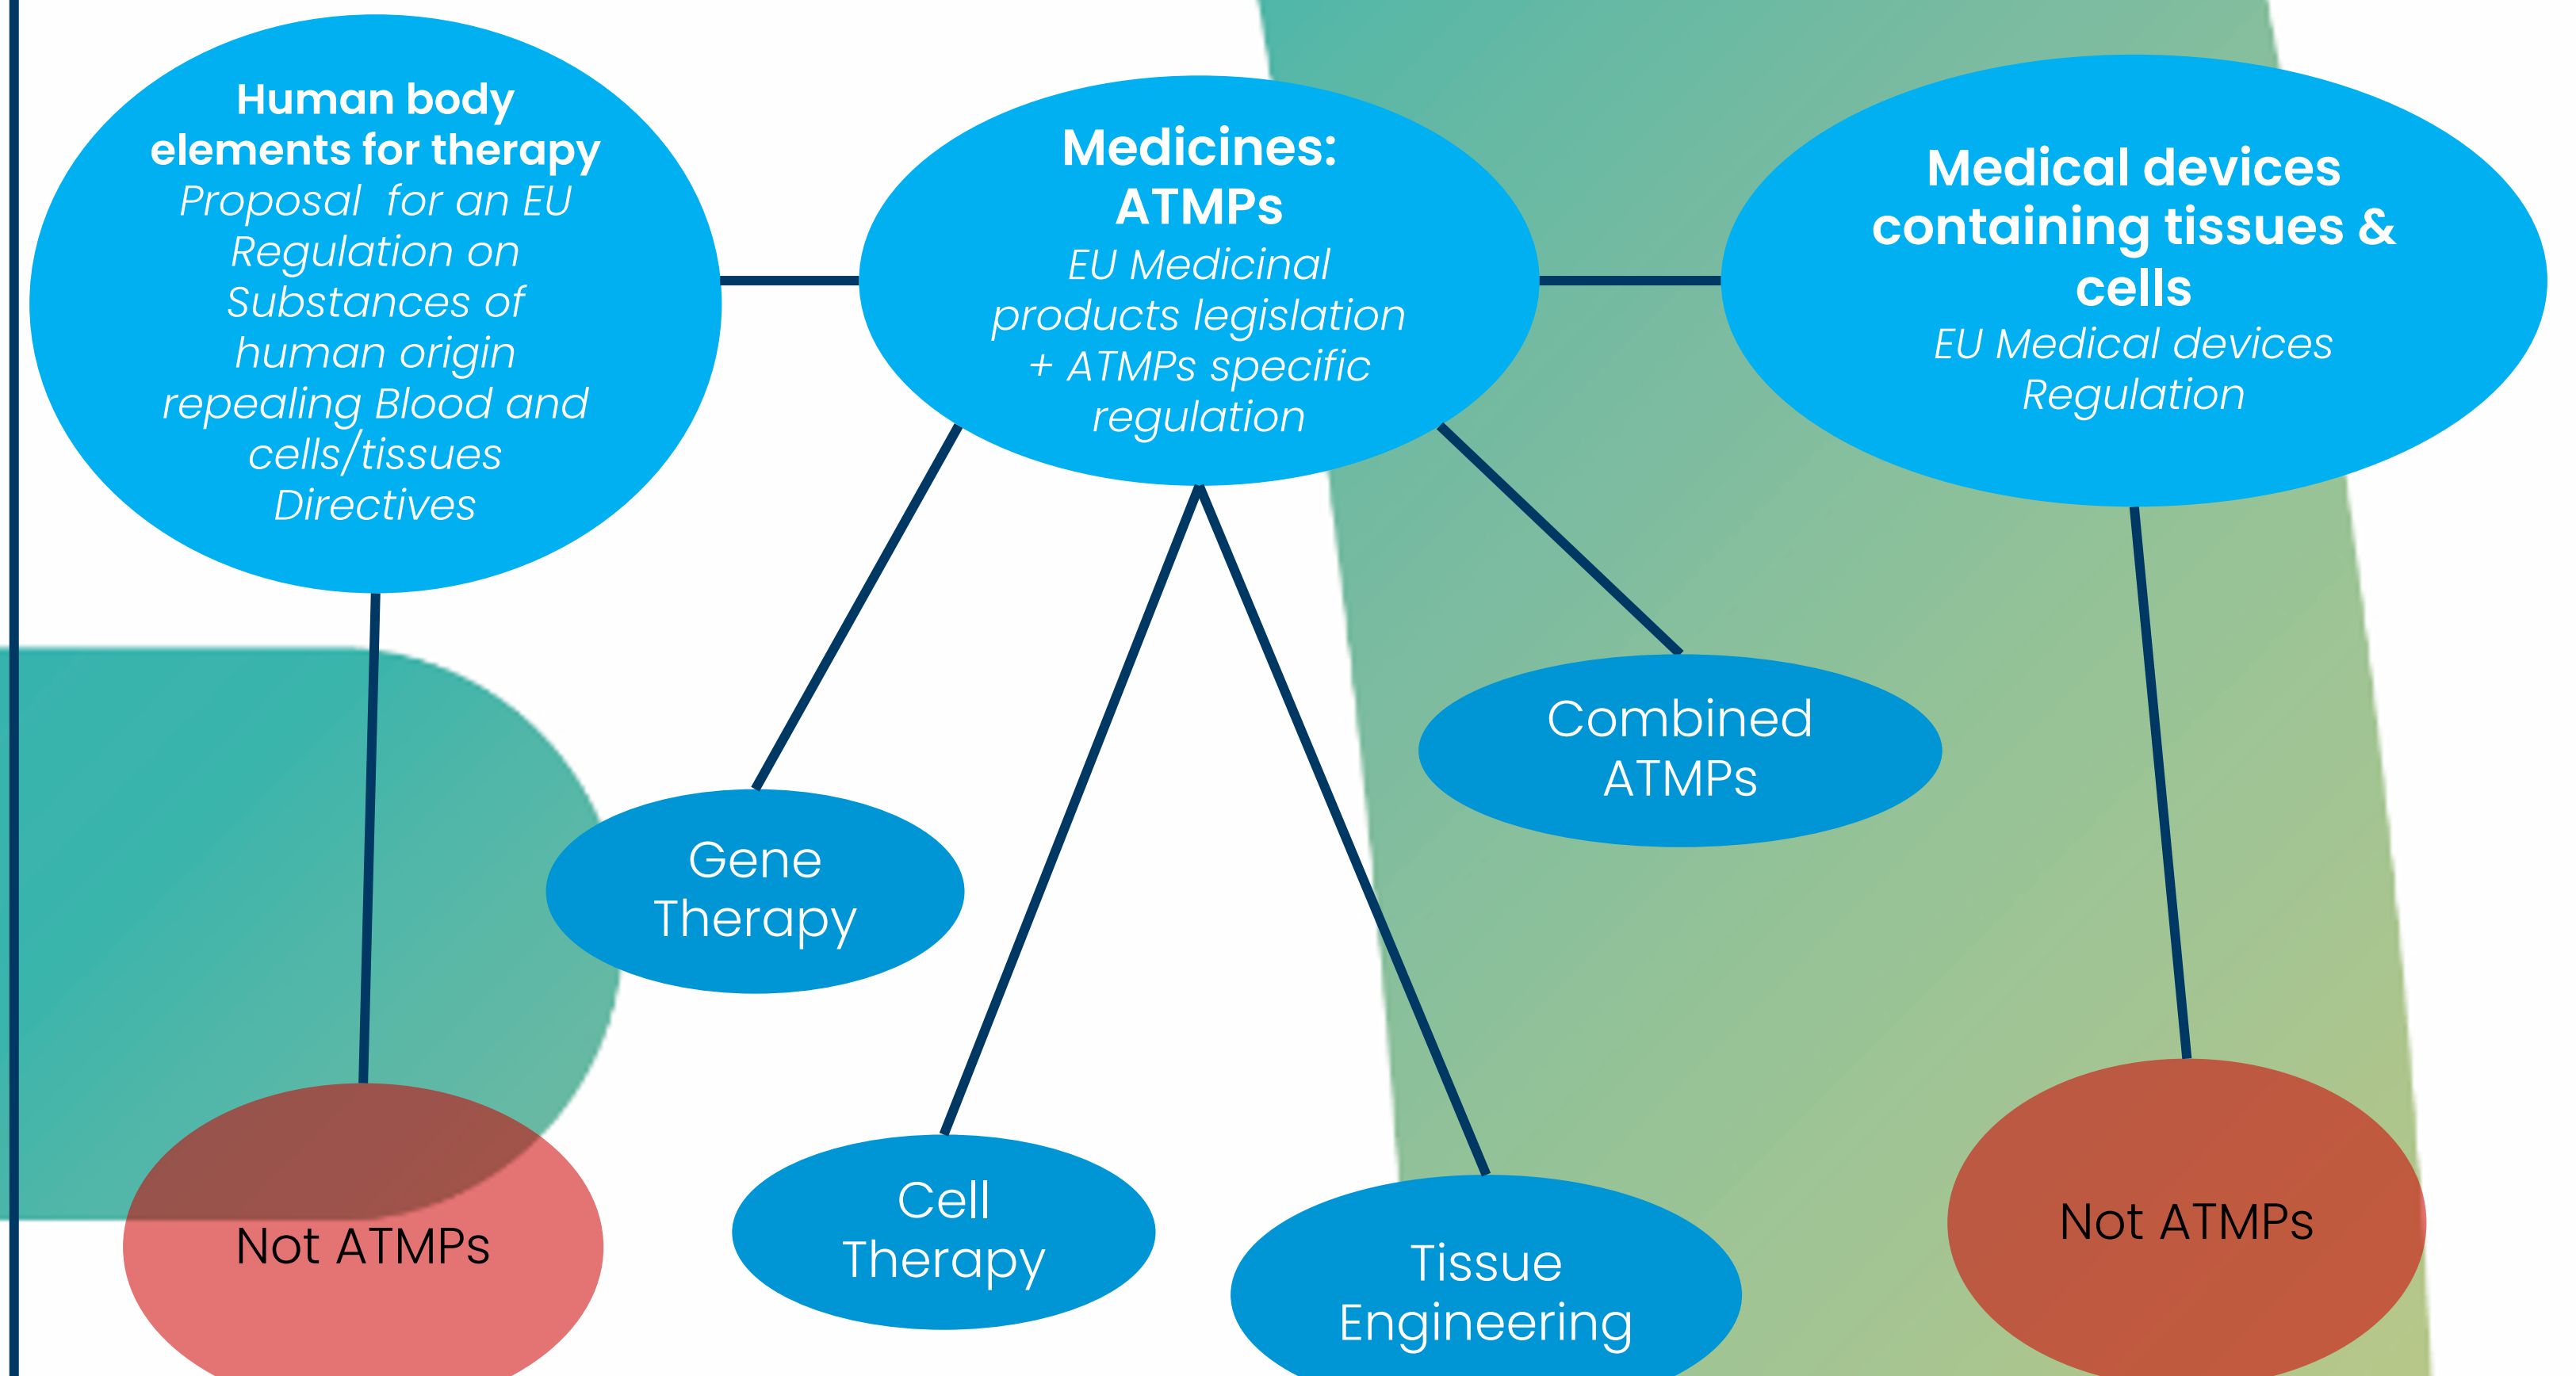 Human body
elements for therapy
Proposal  for an EU
Regulation on
Substances of
human origin
repealing Blood and
cells/tissues
Directives
Medicines:
ATMPs
EU Medicinal
products legislation
+ ATMPs specific
regulation
Medical devices
containing tissues &
cells
EU Medical devices
Regulation
Combined
ATMPs
Gene
Therapy
Cell
Therapy
Tissue
Engineering
Not ATMPs
Not ATMPs